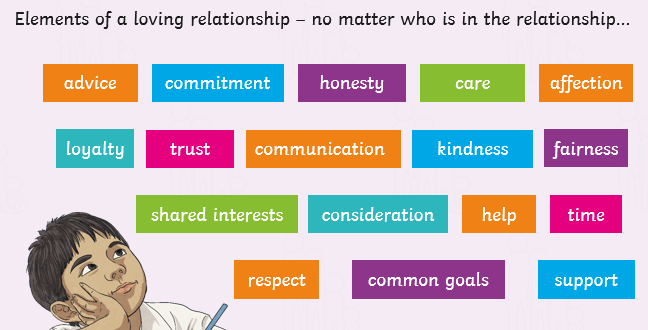 Elements of a loving relationship – no matter who is in the relationship...
advice commitment honesty care affection
loyalty trust communication kindness fairness
shared interests consideration help time
respect common goals support